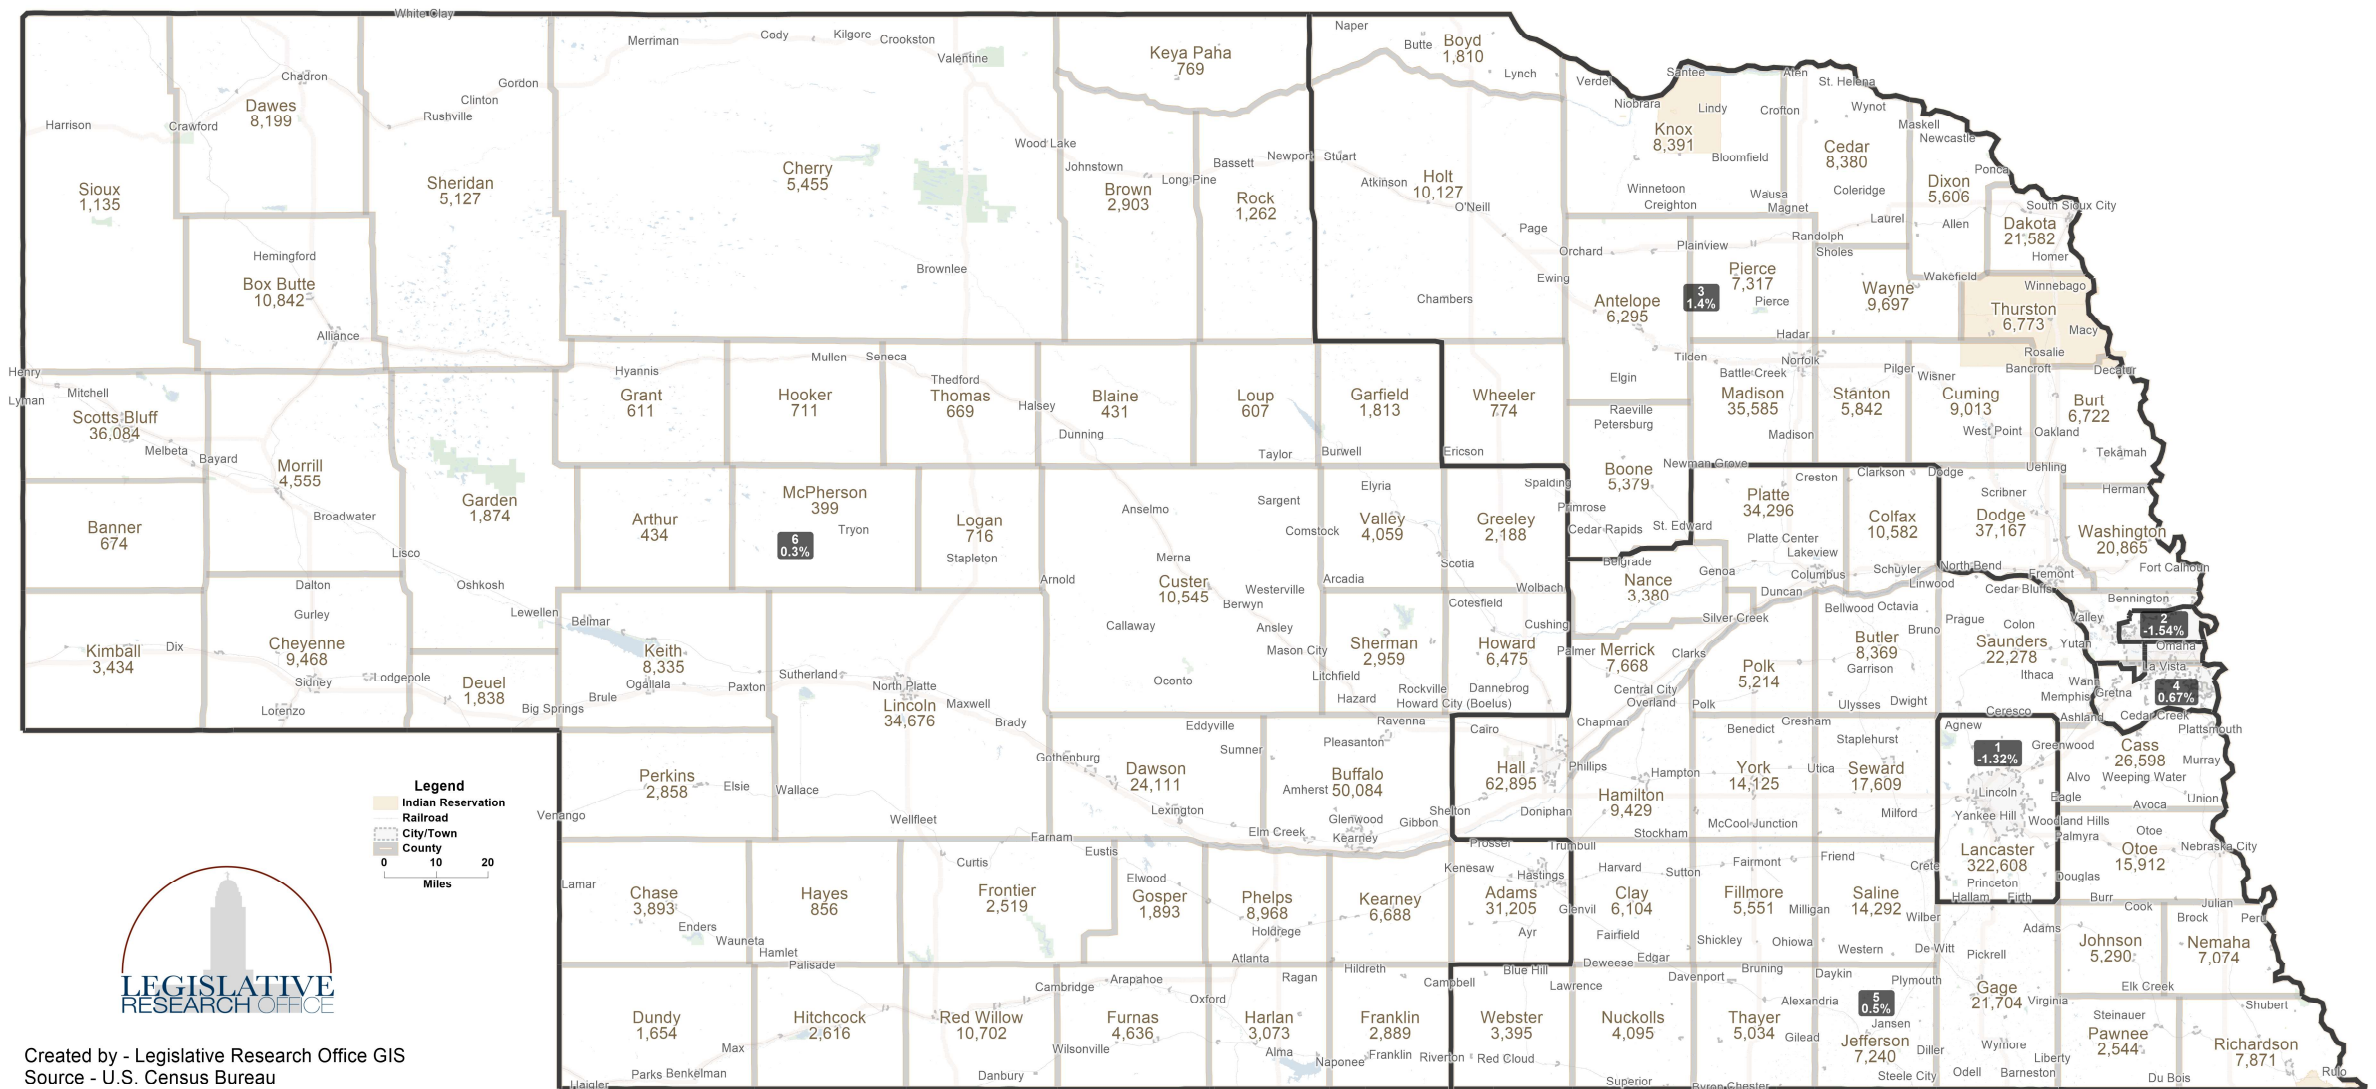 White Clay
Merriman
Cody
Kilgore
Crookston
Valentine
Keya Paha
769
Naper
Butte
Boyd
1,810
Lynch
Verdel
Santee
Aten
St. Helena
Niobrara
Lindy
Crofton
Wynot
Knox
8,391
Bloomfield
Cedar
8,380
Maskell
Newcastle
Ponca
Winnetoon
Creighton
Wausa
Magnet
Coleridge
Dixon
5,606
South Sioux City
Laurel
Allen
Dakota
21,582
Homer
Chadron
Gordon
Clinton
Rushville
Dawes
8,199
Harrison
Crawford
Sioux
1,135
Sheridan
5,127
Cherry
5,455
Wood Lake
Johnstown
Long Pine
Bassett
Newport
Stuart
Brown
2,903
Rock
1,262
Atkinson
Holt
10,127
O'Neill
Page
Orchard
Plainview
Randolph
Sholes
Hemingford
Box Butte
10,842
Alliance
Brownlee
Chambers
Ewing
Antelope
6,295
3
1.4%
Pierce
7,317
Pierce
Hadar
Wayne
9,697
Wakefield
Winnebago
Thurston
6,773
Macy
Rosalie
Henry
Mitchell
Lyman
Scotts Bluff
36,084
Melbeta
Bayard
Morrill
4,555
Hyannis
Grant
611
Mullen
Seneca
Hooker
711
Thedford
Thomas
669
Halsey
Blaine
431
Dunning
Loup
607
Taylor
Garfield
1,813
Burwell
Wheeler
774
Ericson
Elgin
Tilden
Norfolk
Battle Creek
Madison
35,585
Madison
Pilger
Stanton
5,842
Wisner
Cuming
9,013
West Point
Bancroft
Decatur
Burt
6,722
Oakland
Tekamah
Raeville
Petersburg
Boone
5,379
Newman Grove
Clarkson
Dodge
Uehling
Creston
Herman
Banner
674
Broadwater
Garden
1,874
Lisco
Oshkosh
Lewellen
Arthur
434
McPherson
399
Tryon
6
0.3%
Logan
716
Stapleton
Arnold
Anselmo
Merna
Custer
10,545
Callaway
Oconto
Sargent
Comstock
Westerville
Berwyn
Ansley
Mason City
Elyria
Valley
4,059
Arcadia
Spalding
Greeley
2,188
Scotia
Wolbach
Primrose
Cedar Rapids
St. Edward
Belgrade
Platte
34,296
Platte Center
Lakeview
Columbus
Colfax
10,582
Schuyler
Scribner
Dodge
37,167
North Bend
Fremont
Washington
20,865
Fort Calhoun
Nance
3,380
Genoa
Duncan
Silver Creek
Linwood
Cedar Bluffs
Bennington
Kimball
3,434
Dix
Dalton
Gurley
Cheyenne
9,468
Sidney
Lorenzo
Lodgepole
Deuel
1,838
Big Springs
Belmar
Keith
8,335
Ogallala
Brule
Paxton
Sutherland
North Platte
Lincoln
34,676
Maxwell
Brady
Sherman
2,959
Litchfield
Hazard
Rockville
Cotesfield
Howard
6,475
Dannebrog
Howard City (Boelus)
Cushing
Palmer
Merrick
7,668
Central City
Overland
Clarks
Polk
Polk
5,214
Bellwood
Octavia
Bruno
Butler
8,369
Garrison
Ulysses
Dwight
Prague
Colon
Saunders
22,278
Ithaca
Yutan
Wann
Memphis
Valley
2
-1.54%
Omaha
La Vista
4
0.67%
Gretna
Ceresco
Ashland
Cedar Creek
Plattsmouth
Perkins
2,858
Elsie
Venango
Wallace
Wellfleet
Gothenburg
Eddyville
Sumner
Dawson
24,111
Lexington
Farnam
Ravenna
Pleasanton
Buffalo
50,084
Amherst
Glenwood
Kearney
Elm Creek
Gibbon
Shelton
Cairo
Hall
62,895
Doniphan
Chapman
Phillips
Hampton
Hamilton
9,429
Stockham
Benedict
York
14,125
McCool Junction
Gresham
Staplehurst
Utica
Seward
17,609
Milford
Agnew
1
-1.32%
Lincoln
Yankee Hill
Lancaster
322,608
Princeton
Hallam
Firth
Greenwood
Cass
26,598
Murray
Alvo
Weeping Water
Eagle
Avoca
Union
Woodland Hills
Palmyra
Otoe
Otoe
15,912
Nebraska City
Douglas
Burr
Cook
Julian
Brock
Peru
Lamar
Chase
3,893
Enders
Wauneta
Hamlet
Palisade
Hayes
856
Curtis
Frontier
2,519
Eustis
Elwood
Gosper
1,893
Phelps
8,968
Holdrege
Atlanta
Kearney
6,688
Prosser
Kenesaw
Hastings
Adams
31,205
Ayr
Trumbull
Glenvil
Harvard
Sutton
Clay
6,104
Fairfield
Deweese
Edgar
Fairmont
Fillmore
5,551
Shickley
Milligan
Ohiowa
Friend
Crete
Saline
14,292
Wilber
Western
De Witt
Adams
Pickrell
Gage
21,704
Virginia
Johnson
5,290
Elk Creek
Nemaha
7,074
Shubert
Dundy
1,654
Max
Parks
Benkelman
Haigler
Hitchcock
2,616
Red Willow
10,702
Danbury
Cambridge
Arapahoe
Furnas
4,636
Wilsonville
Oxford
Ragan
Harlan
3,073
Alma
Hildreth
Franklin
2,889
Naponee
Franklin
Riverton
Campbell
Blue Hill
Webster
3,395
Red Cloud
Lawrence
Nuckolls
4,095
Superior
Davenport
Bruning
Thayer
5,034
Byron
Chester
Alexandria
Gilead
Daykin
5
0.5%
Jansen
Jefferson
7,240
Plymouth
Diller
Steele City
Odell
Wymore
Liberty
Barneston
Steinauer
Pawnee
2,544
Du Bois
Richardson
7,871
Rulo
Legend
Indian Reservation
Railroad
City/Town
County
0 10 20
Miles
LEGISLATIVE
RESEARCH OFFICE
Created by - Legislative Research Office GIS
Source - U.S. Census Bureau